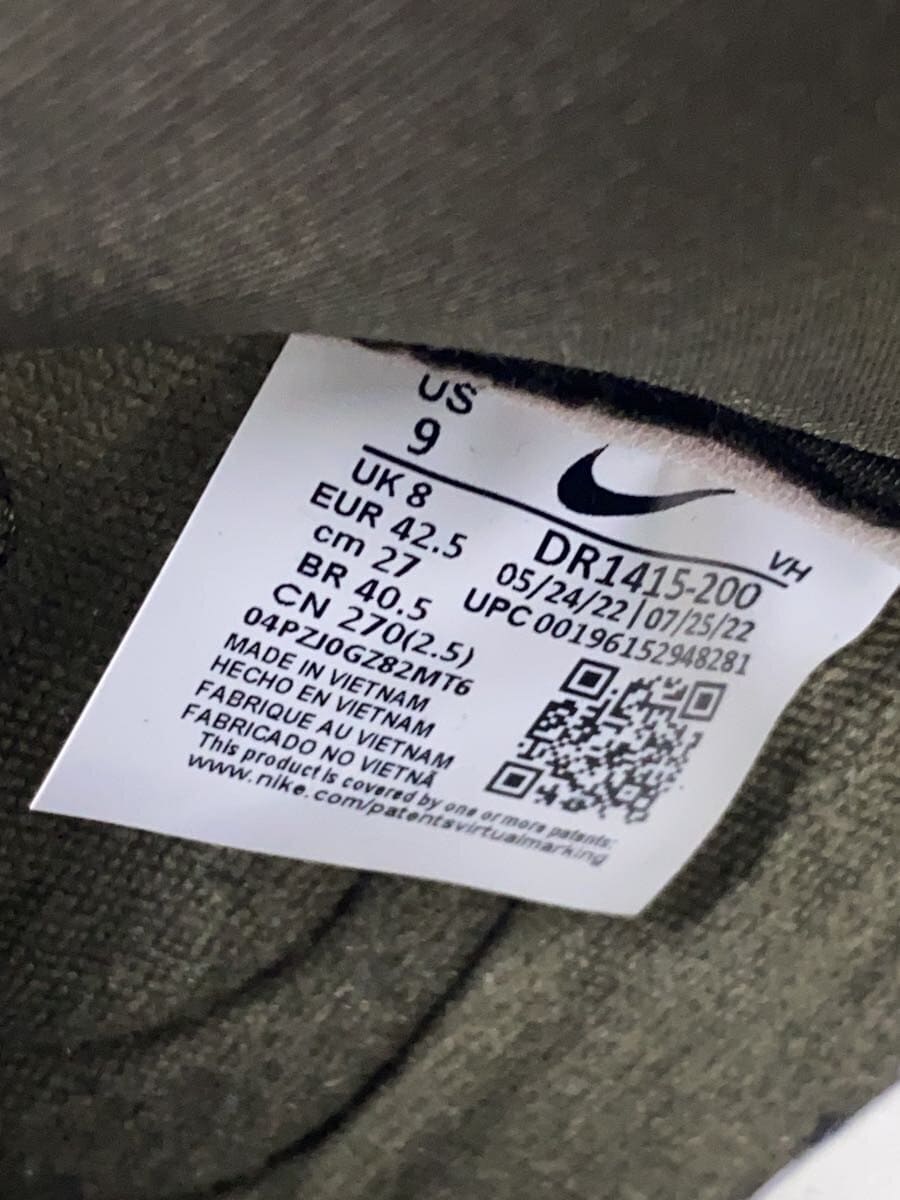 US
9
UK 8
EUR 42.5
cm 27
BR 40.5
CN 270(2.5)
04PZJ0GZ82MT6
MADE IN VIETNAM
HECHO EN VIETNAM
FABRIQUE AU VIETNAM
FABRICADO NO VIETNÃ
This product is covered by one or more patents:
www.nike.com/patentsvirtualmarking
VH
DR1415-200
05/24/22 | 07/25/22
UPC 00196152948281